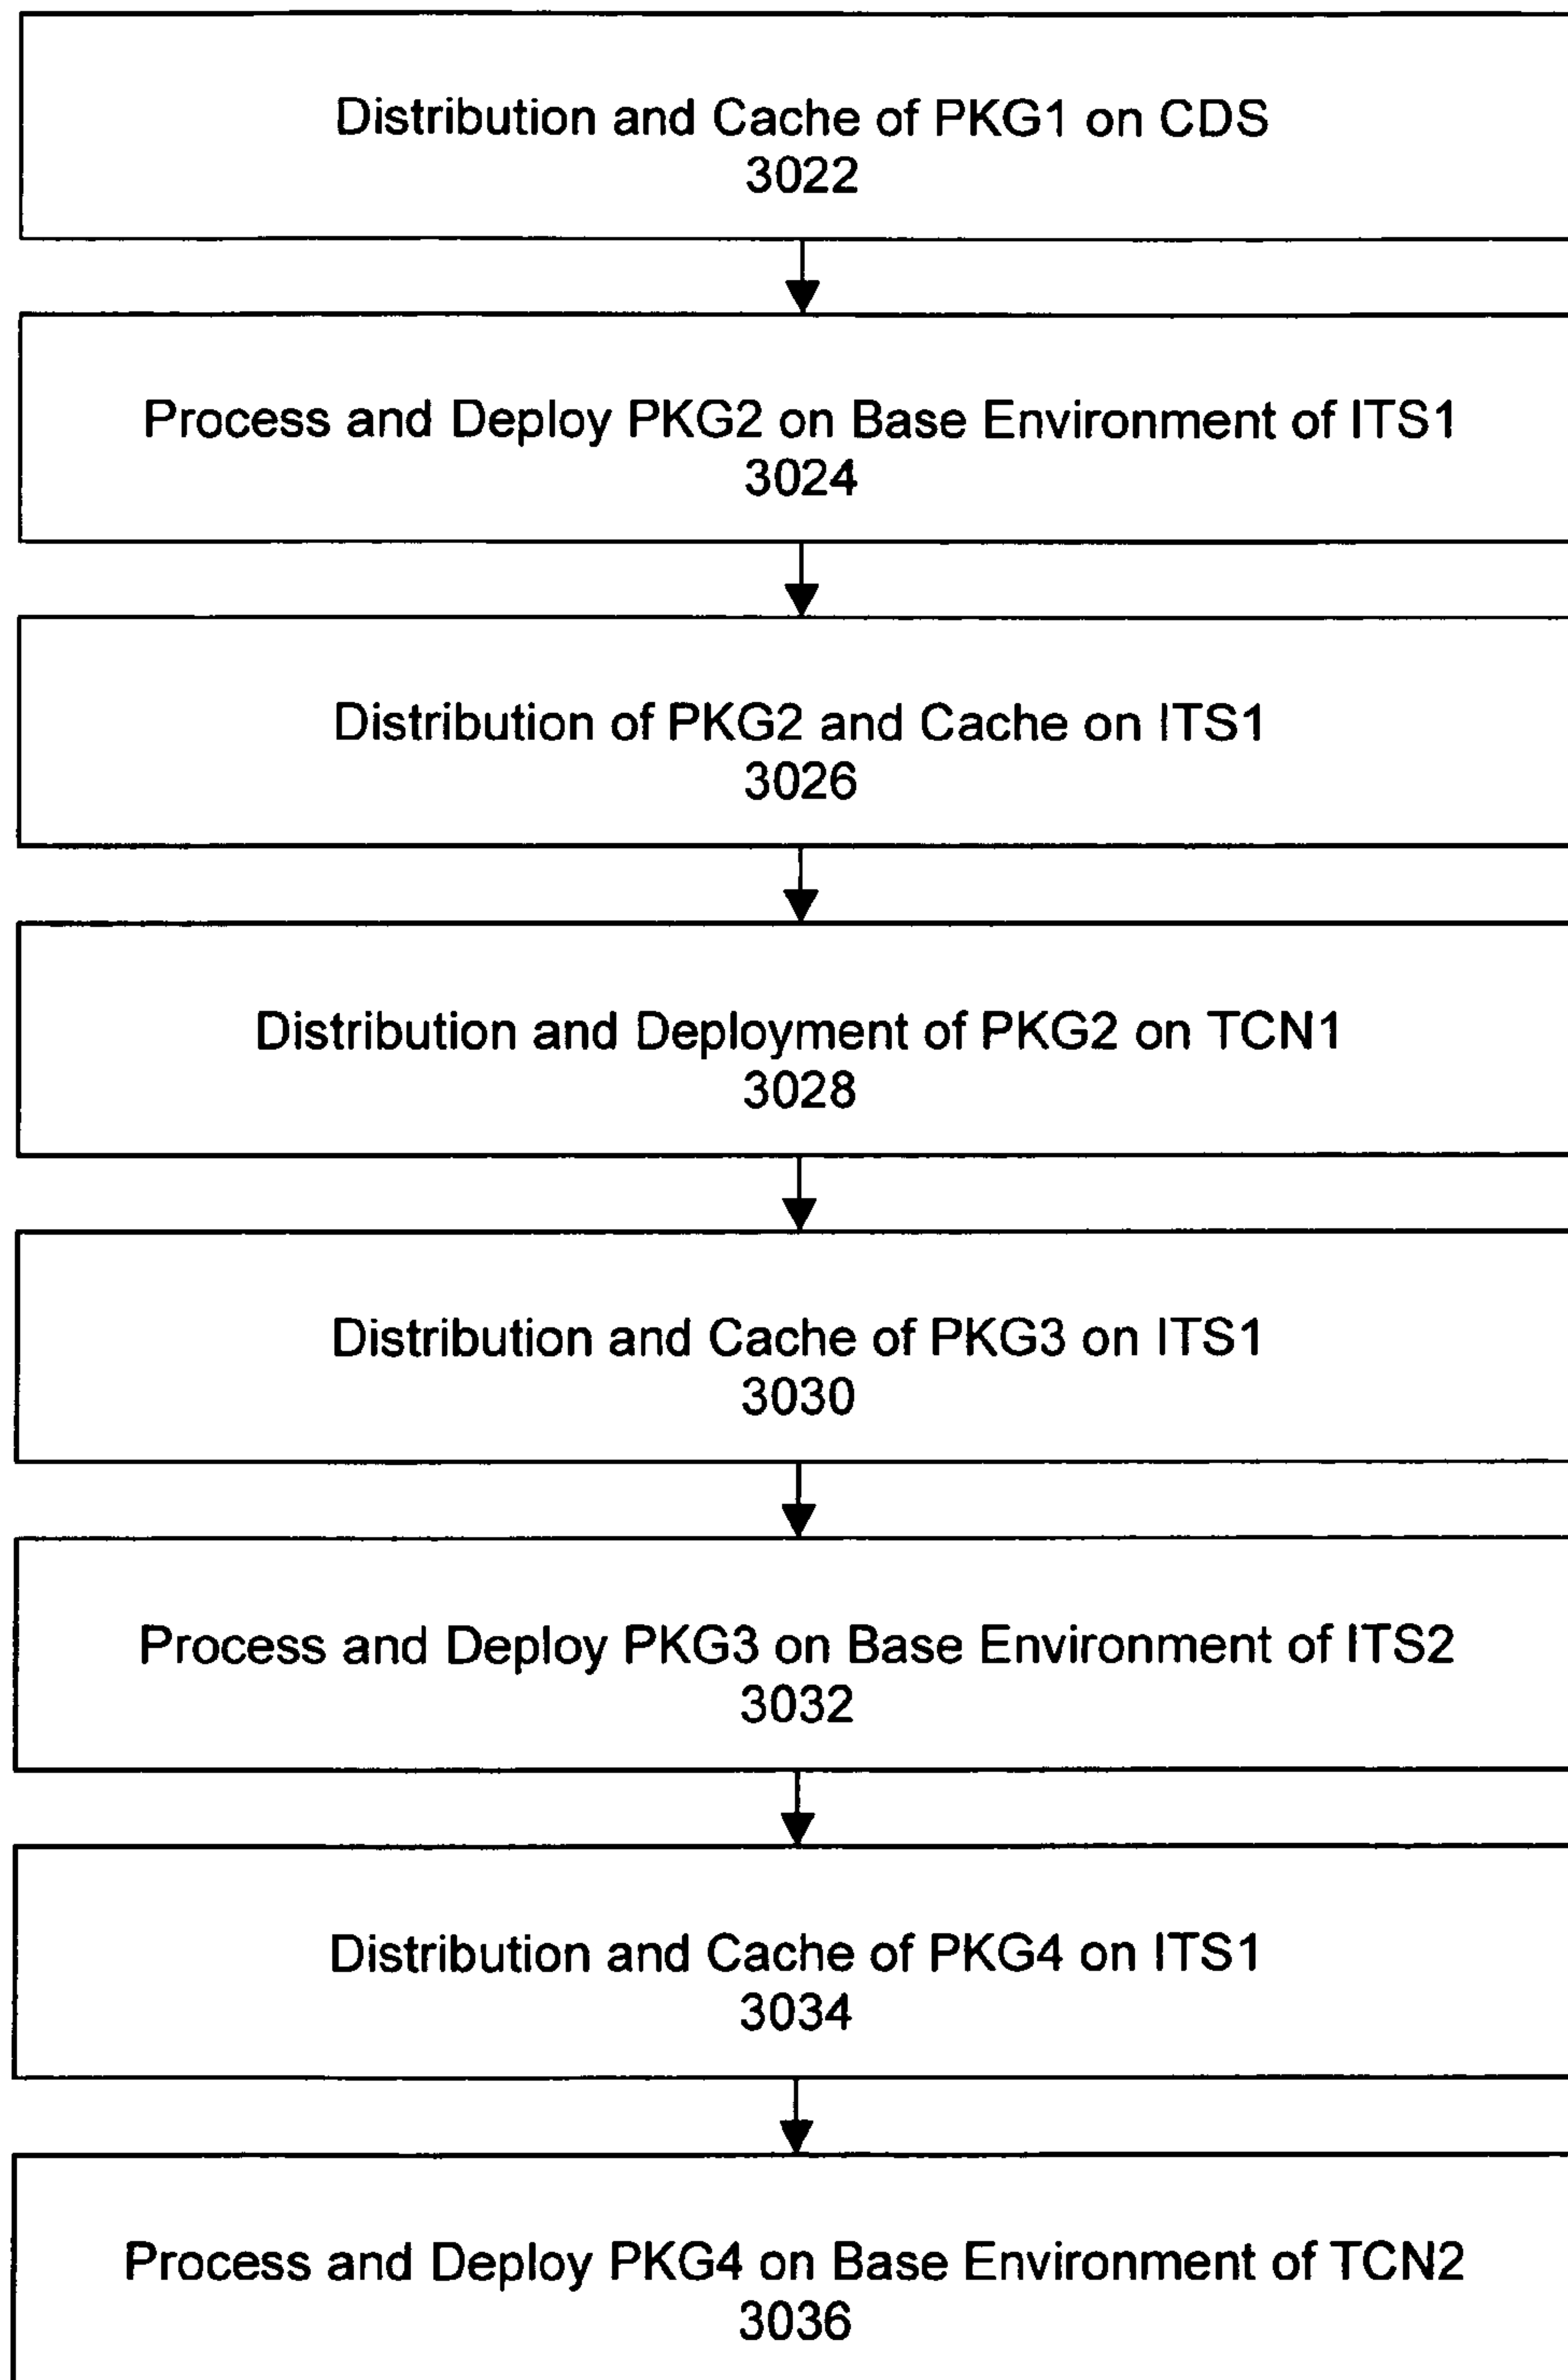 Distribution and Cache of PKG1 on CDS
3022
Process and Deploy PKG2 on Base Environment of ITS1
3024
Distribution of PKG2 and Cache on ITS1
3026
Distribution and Deployment of PKG2 on TCN1
3028
Distribution and Cache of PKG3 on ITS1
3030
Process and Deploy PKG3 on Base Environment of ITS2
3032
Distribution and Cache of PKG4 on ITS1
3034
Process and Deploy PKG4 on Base Environment of TCN2
3036